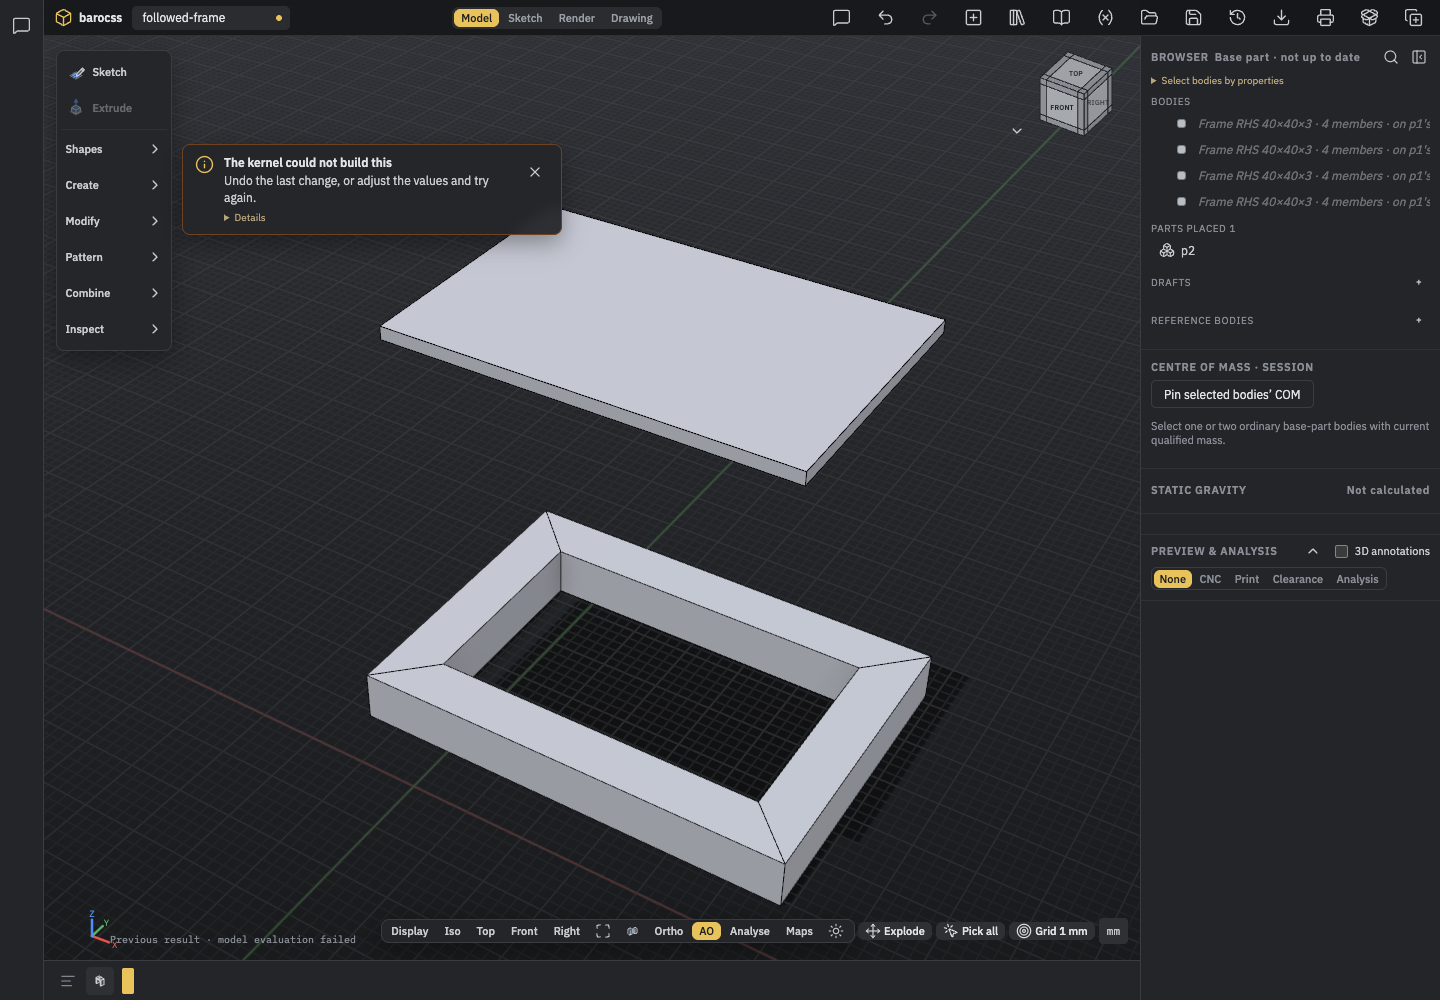 barocss
followed-frame
Model
Sketch
Render
Drawing
Sketch
Extrude
Shapes
Create
Modify
Pattern
Combine
Inspect
The kernel could not build this
Undo the last change, or adjust the values and try
again.
Details
TOP
FRONT
RIGHT
BROWSER Base part · not up to date
Select bodies by properties
BODIES
Frame RHS 40×40×3 · 4 members · on p1's
Frame RHS 40×40×3 · 4 members · on p1's
Frame RHS 40×40×3 · 4 members · on p1's
Frame RHS 40×40×3 · 4 members · on p1's
PARTS PLACED 1
p2
DRAFTS +
REFERENCE BODIES +
CENTRE OF MASS · SESSION
Pin selected bodies' COM
Select one or two ordinary base-part bodies with current
qualified mass.
STATIC GRAVITY Not calculated
PREVIEW & ANALYSIS 3D annotations
None CNC Print Clearance Analysis
Z
Y
X
Previous result · model evaluation failed
Display Iso Top Front Right Ortho AO Analyse Maps Explode Pick all Grid 1 mm mm